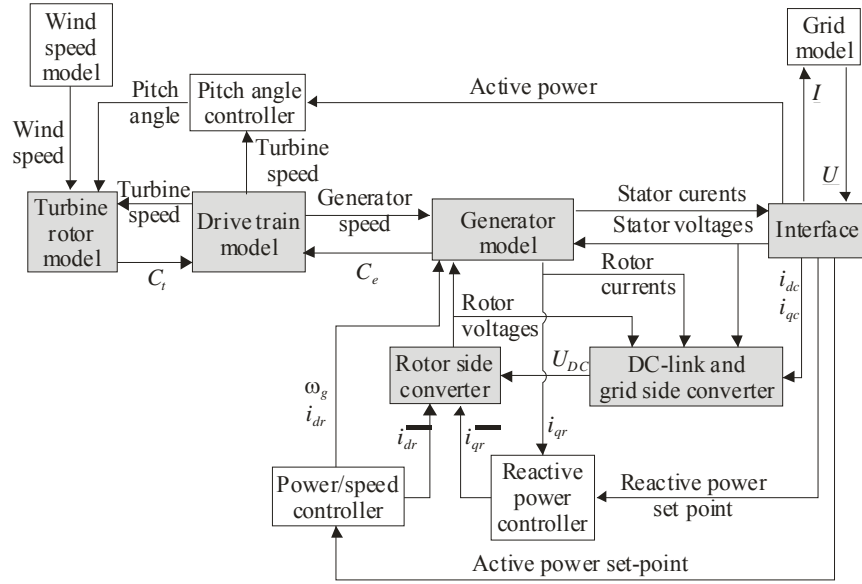 Wind
speed
model
Grid
model
Pitch
angle
Pitch angle
controller
Active power
I
Wind
speed
Turbine
speed
U
Turbine
speed
Generator
speed
Stator curents
Turbine
rotor
model
Drive train
model
Generator
model
Stator voltages
Interface
C_t
C_e
Rotor
currents
i_dc
i_qc
Rotor
voltages
Rotor side
converter
U_DC
DC-link and
grid side converter
ω_g
i_dr
i_dr
i_qr
i_qr
Power/speed
controller
Reactive
power
controller
Reactive power
set point
Active power set-point